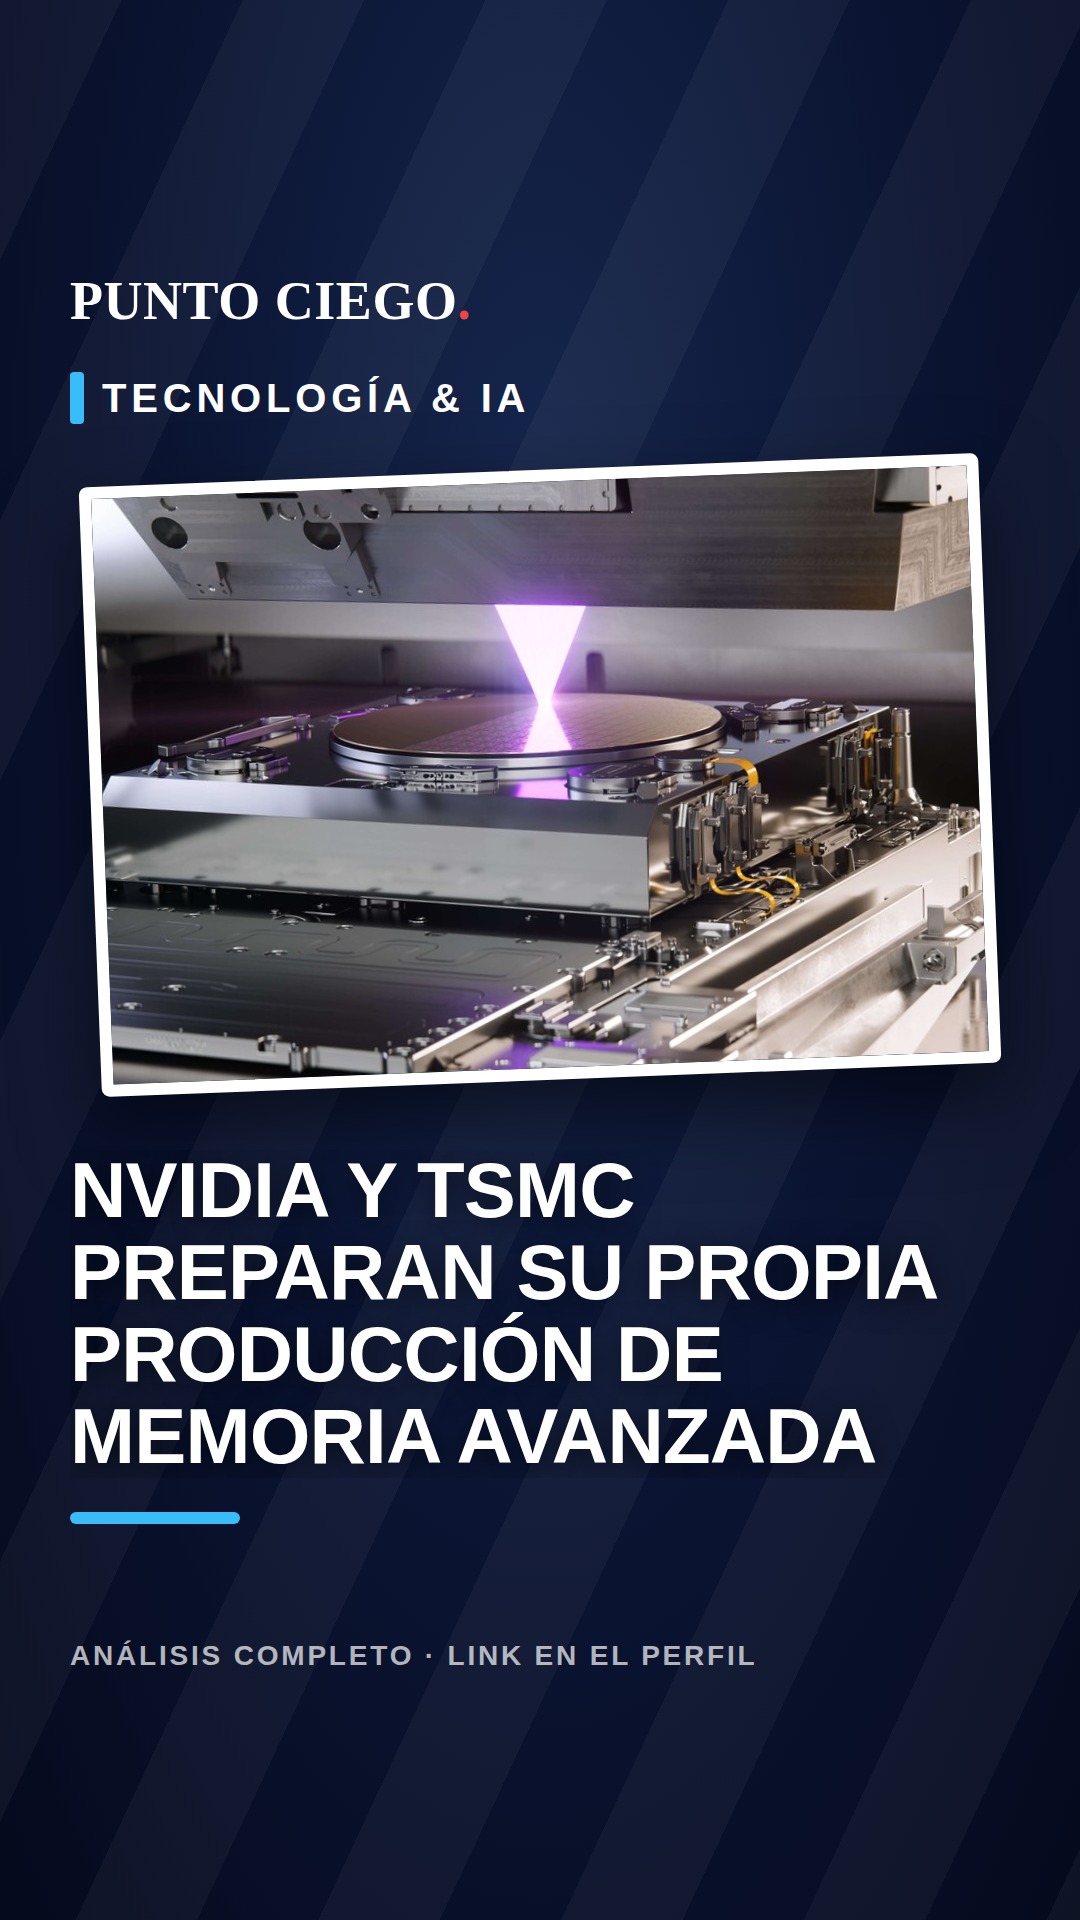 PUNTO CIEGO.
TECNOLOGÍA & IA
NVIDIA Y TSMC
PREPARAN SU PROPIA
PRODUCCIÓN DE
MEMORIA AVANZADA
ANÁLISIS COMPLETO · LINK EN EL PERFIL